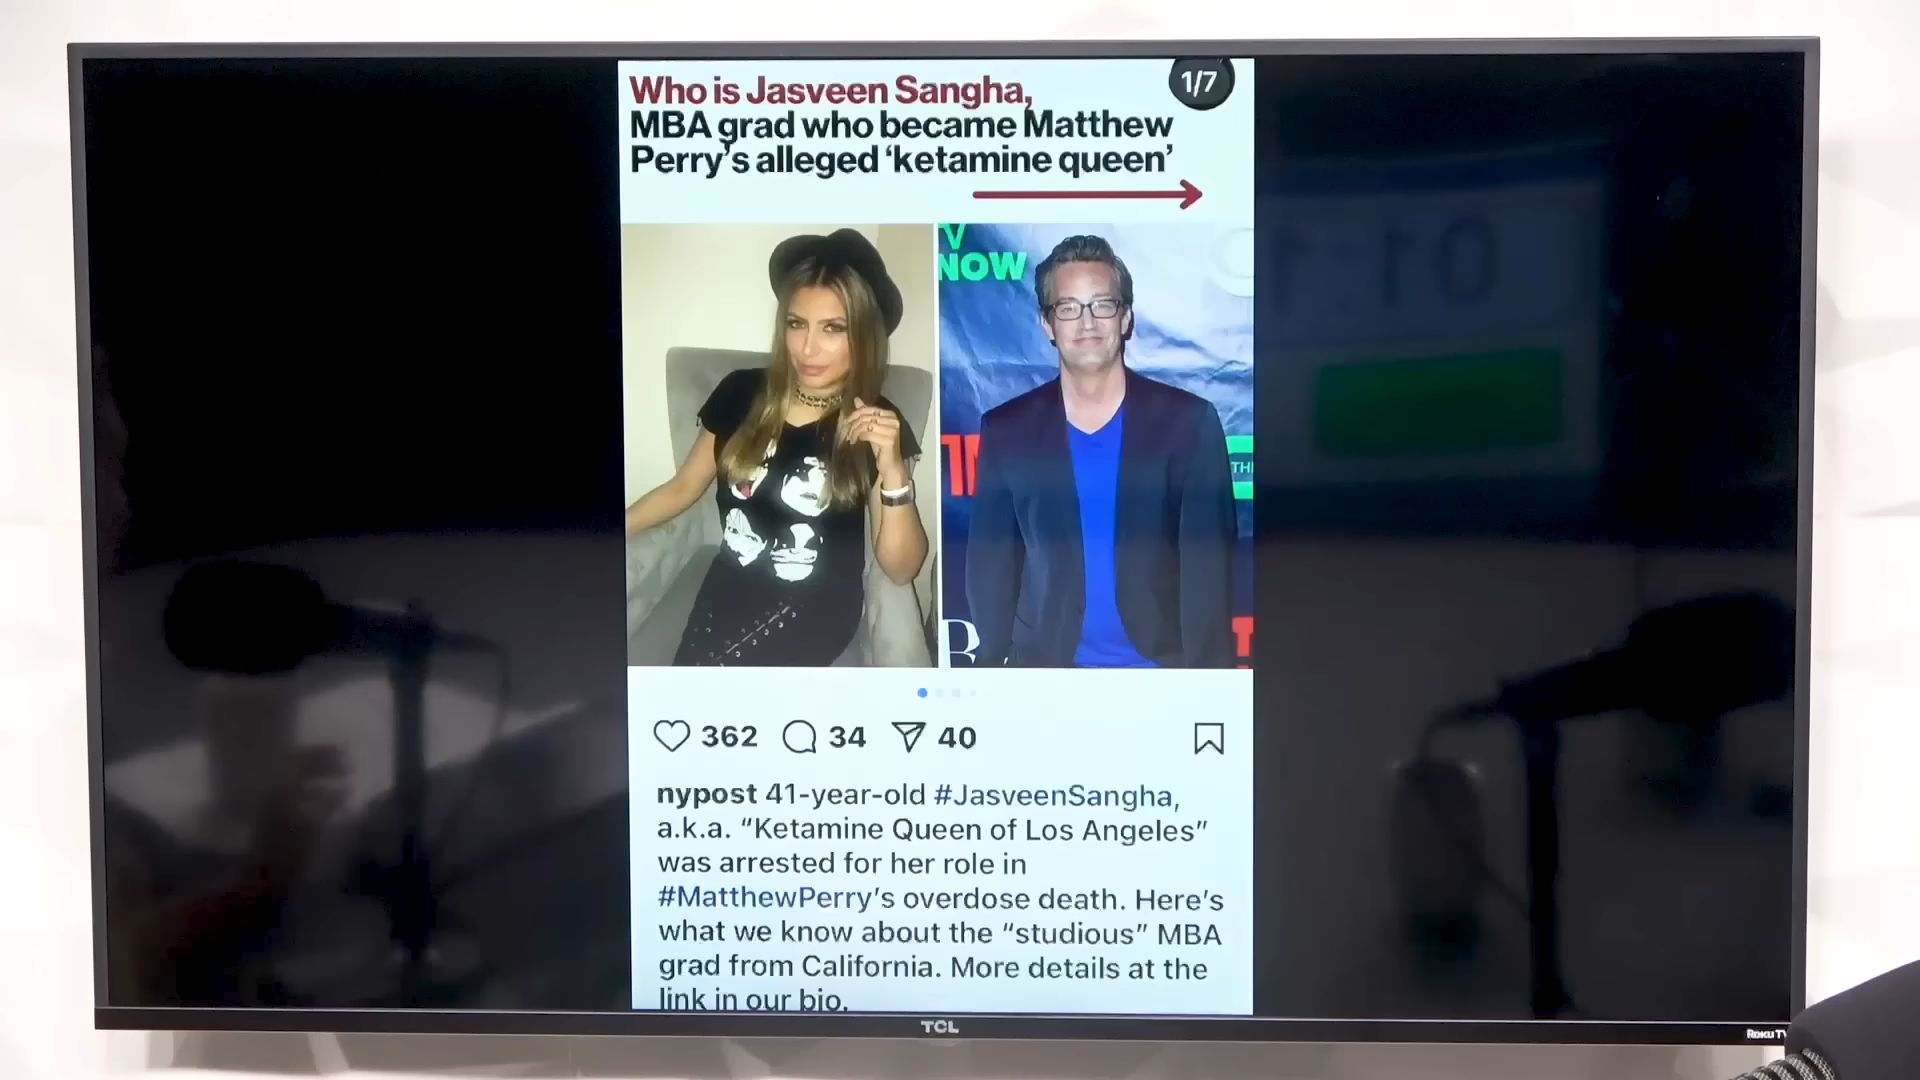 Who is Jasveen Sangha,
1/7
MBA grad who became Matthew
Perry's alleged ‘ketamine queen’
V
NOW
TH
B
362
34
40
nypost 41-year-old #JasveenSangha,
a.k.a. “Ketamine Queen of Los Angeles”
was arrested for her role in
#MatthewPerry’s overdose death. Here’s
what we know about the “studious” MBA
grad from California. More details at the
link in our bio.
TCL
Roku TV